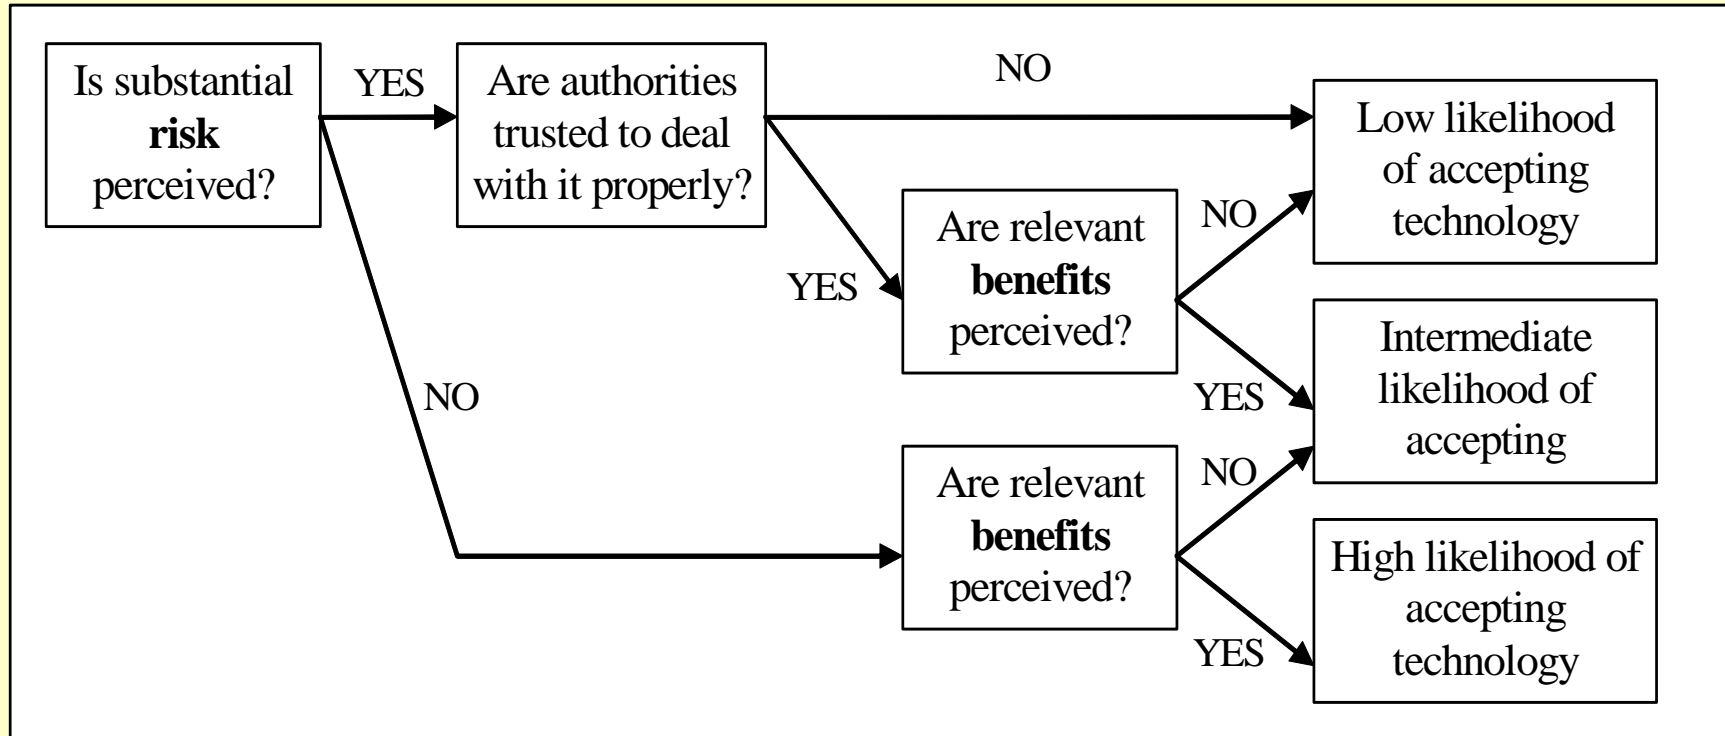 Is substantial
risk
perceived?
YES
Are authorities
trusted to deal
with it properly?
NO
Low likelihood
of accepting
technology
YES
Are relevant
benefits
perceived?
NO
YES
Intermediate
likelihood of
accepting
NO
Are relevant
benefits
perceived?
NO
YES
High likelihood of
accepting
technology